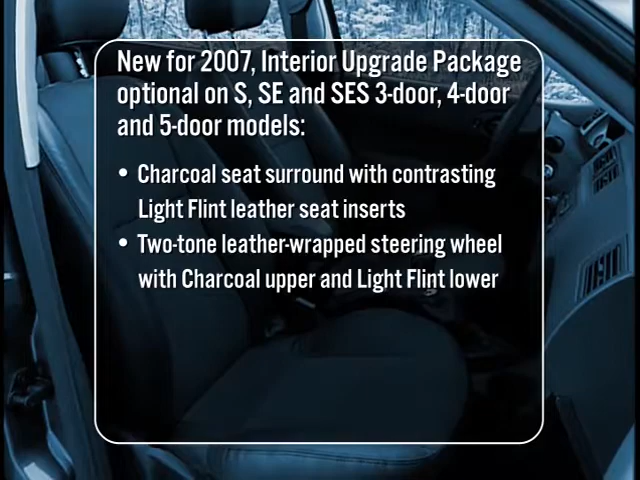 New for 2007, Interior Upgrade Package
optional on S, SE and SES 3-door, 4-door
and 5-door models:
• Charcoal seat surround with contrasting
Light Flint leather seat inserts
• Two-tone leather-wrapped steering wheel
with Charcoal upper and Light Flint lower